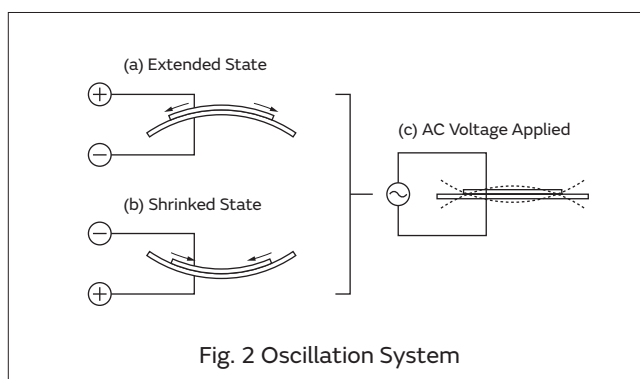 (a) Extended State
+
−
(c) AC Voltage Applied
(b) Shrinked State
−
+
Fig. 2 Oscillation System